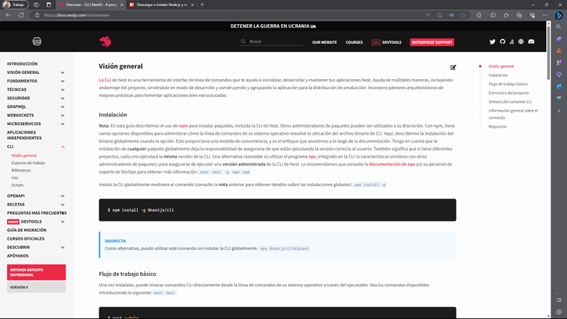 Trabajo
Overview - CLI | NestJS - A prog
Descargar e instalar Node.js y n
https://docs.nestjs.com/cli/overview
DETENER LA GUERRA EN UCRANIA UA
Buscar
OUR WEBSITE
COURSES
DEVTOOLS
ENTERPRISE SUPPORT
INTRODUCCIÓN
VISIÓN GENERAL
FUNDAMENTOS
TÉCNICAS
SEGURIDAD
GRAPHQL
WEBSOCKETS
MICROSERVICIOS
APLICACIONES
INDEPENDIENTES
CLI
Visión general
Espacios de trabajo
Bibliotecas
Uso
Scripts
OPENAPI
RECETAS
PREGUNTAS MÁS FRECUENTES
DEVTOOLS
GUÍA DE MIGRACIÓN
CURSOS OFICIALES
DESCUBRIR
APÓYANOS
OBTENGA SOPORTE
EMPRESARIAL
Visión general
La CLI de Nest es una herramienta de interfaz de línea de comandos que te ayuda a inicializar, desarrollar y mantener tus aplicaciones Nest. Ayuda de múltiples maneras, incluyendo
andamiaje del proyecto, sirviéndole en modo de desarrollo y construyendo y agrupando la aplicación para la distribución de producción. Incorpora patrones arquitectónicos de
mejores prácticas para fomentar aplicaciones bien estructuradas.
Instalación
Nota: En esta guía describimos el uso de npm para instalar paquetes, incluida la CLI de Nest. Otros administradores de paquetes pueden ser utilizados a su discreción. Con npm, tiene
varias opciones disponibles para administrar cómo la línea de comandos de su sistema operativo resuelve la ubicación del archivo binario de CLI. Aquí, describimos la instalación del
binario globalmente usando la opción. Esto proporciona una medida de conveniencia, y es el enfoque que asumimos a lo largo de la documentación. Tenga en cuenta que la
instalación de cualquier paquete globalmente deja la responsabilidad de asegurarse de que estás ejecutando la versión correcta al usuario. También significa que si tiene diferentes
proyectos, cada uno ejecutará la misma versión de la CLI. Una alternativa razonable es utilizar el programa npx, integrado en la CLI (o características similares con otros
administradores de paquetes) para asegurarse de ejecutar una versión administrada de la CLI de Nest. Le recomendamos que consulte la documentación de npx y/o su personal de
soporte de DevOps para obtener más información. nest nest -g npx npm
Instale la CLI globalmente mediante el comando (consulte la nota anterior para obtener detalles sobre las instalaciones globales). npm install -g
$ npm install -g @nestjs/cli
INDIRECTA
Como alternativa, puede utilizar este comando sin instalar la CLI globalmente. npx @nestjs/cli@latest
Flujo de trabajo básico
Una vez instalado, puede invocar comandos CLI directamente desde la línea de comandos de su sistema operativo a través del ejecutable. Vea los comandos disponibles
introduciendo lo siguiente: nest nest
Visión general
Instalación
Flujo de trabajo básico
Estructura del proyecto
Sintaxis del comando CLI
Información general sobre el
comando
Requisitos